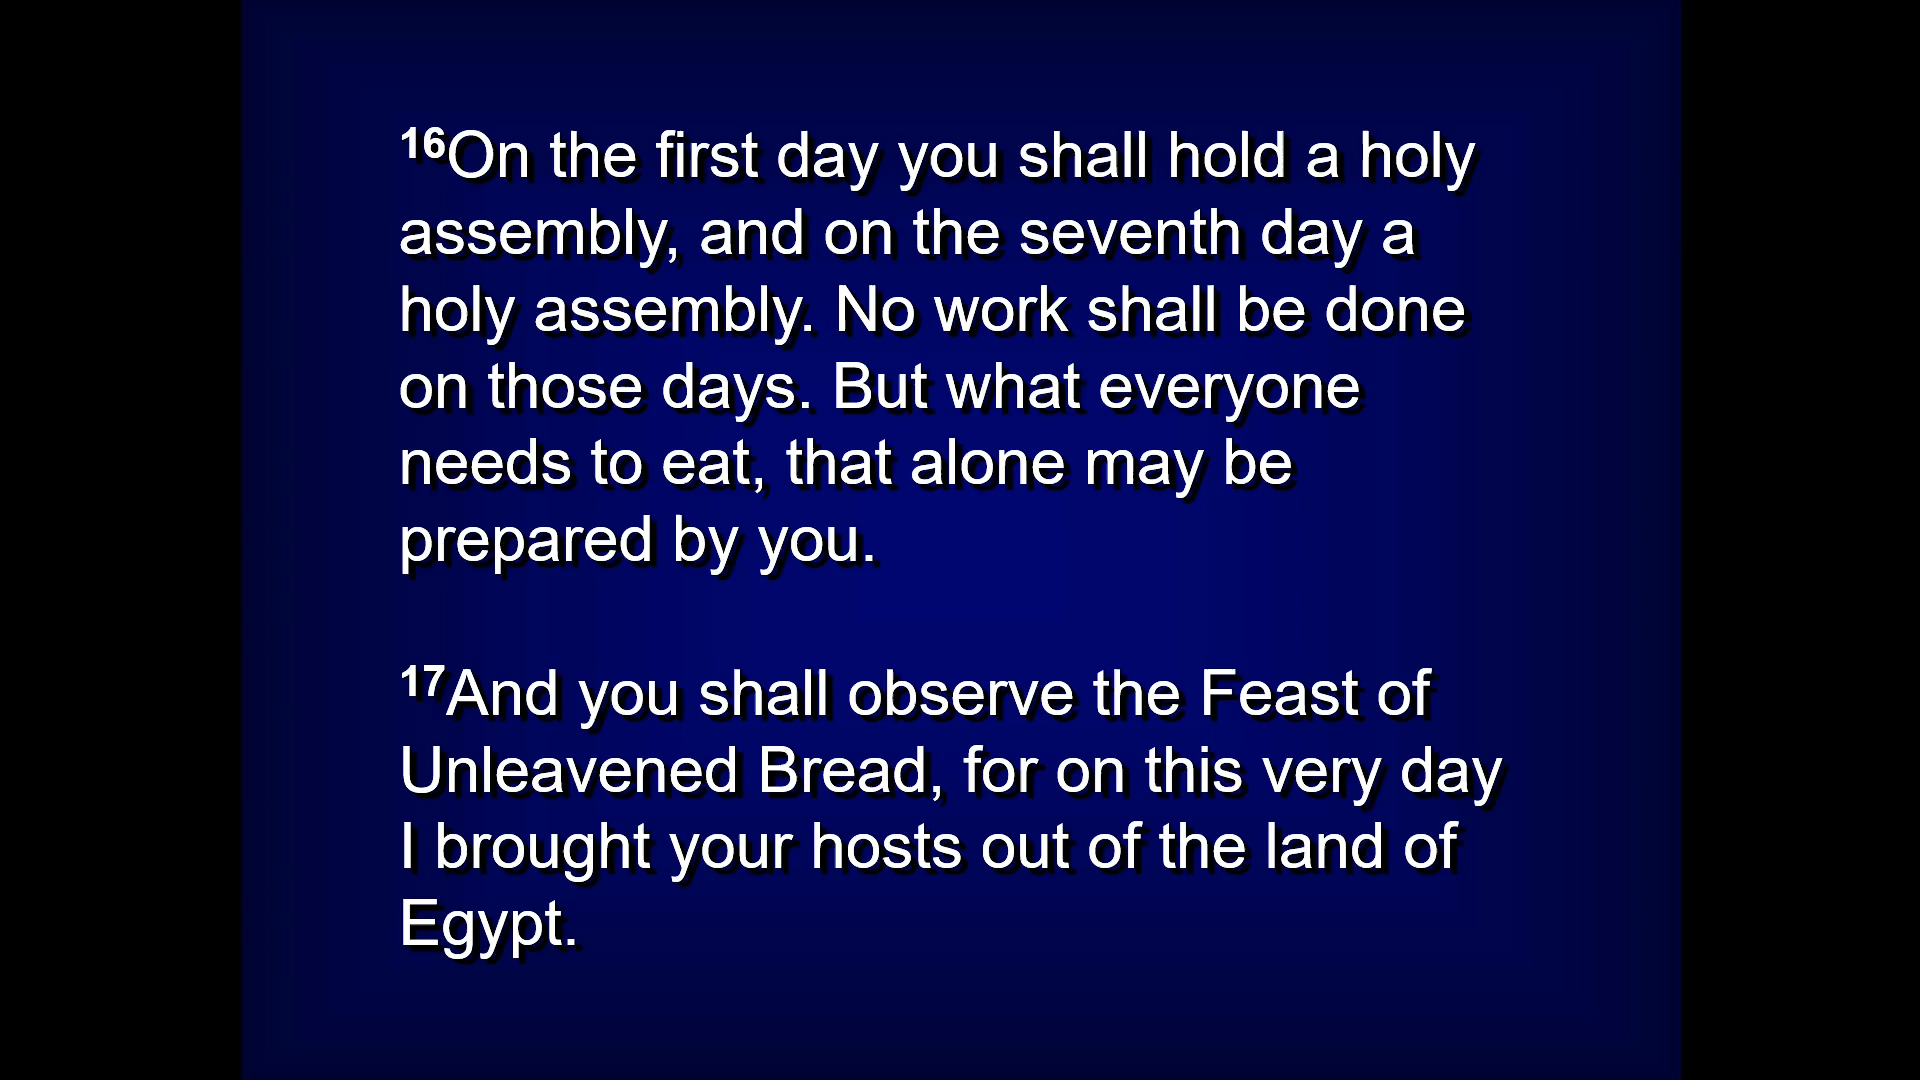 16On the first day you shall hold a holy
assembly, and on the seventh day a
holy assembly. No work shall be done
on those days. But what everyone
needs to eat, that alone may be
prepared by you.
17And you shall observe the Feast of
Unleavened Bread, for on this very day
I brought your hosts out of the land of
Egypt.